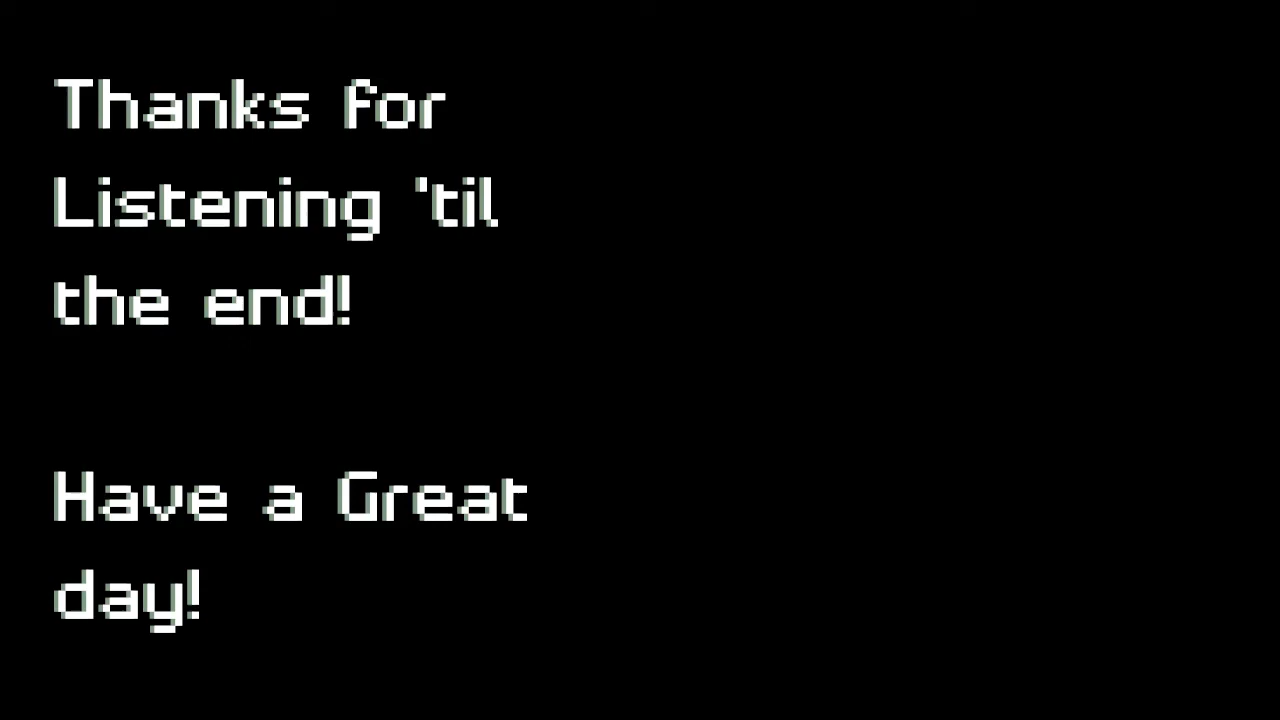 Thanks for
Listening 'til
the end!
Have a Great
day!